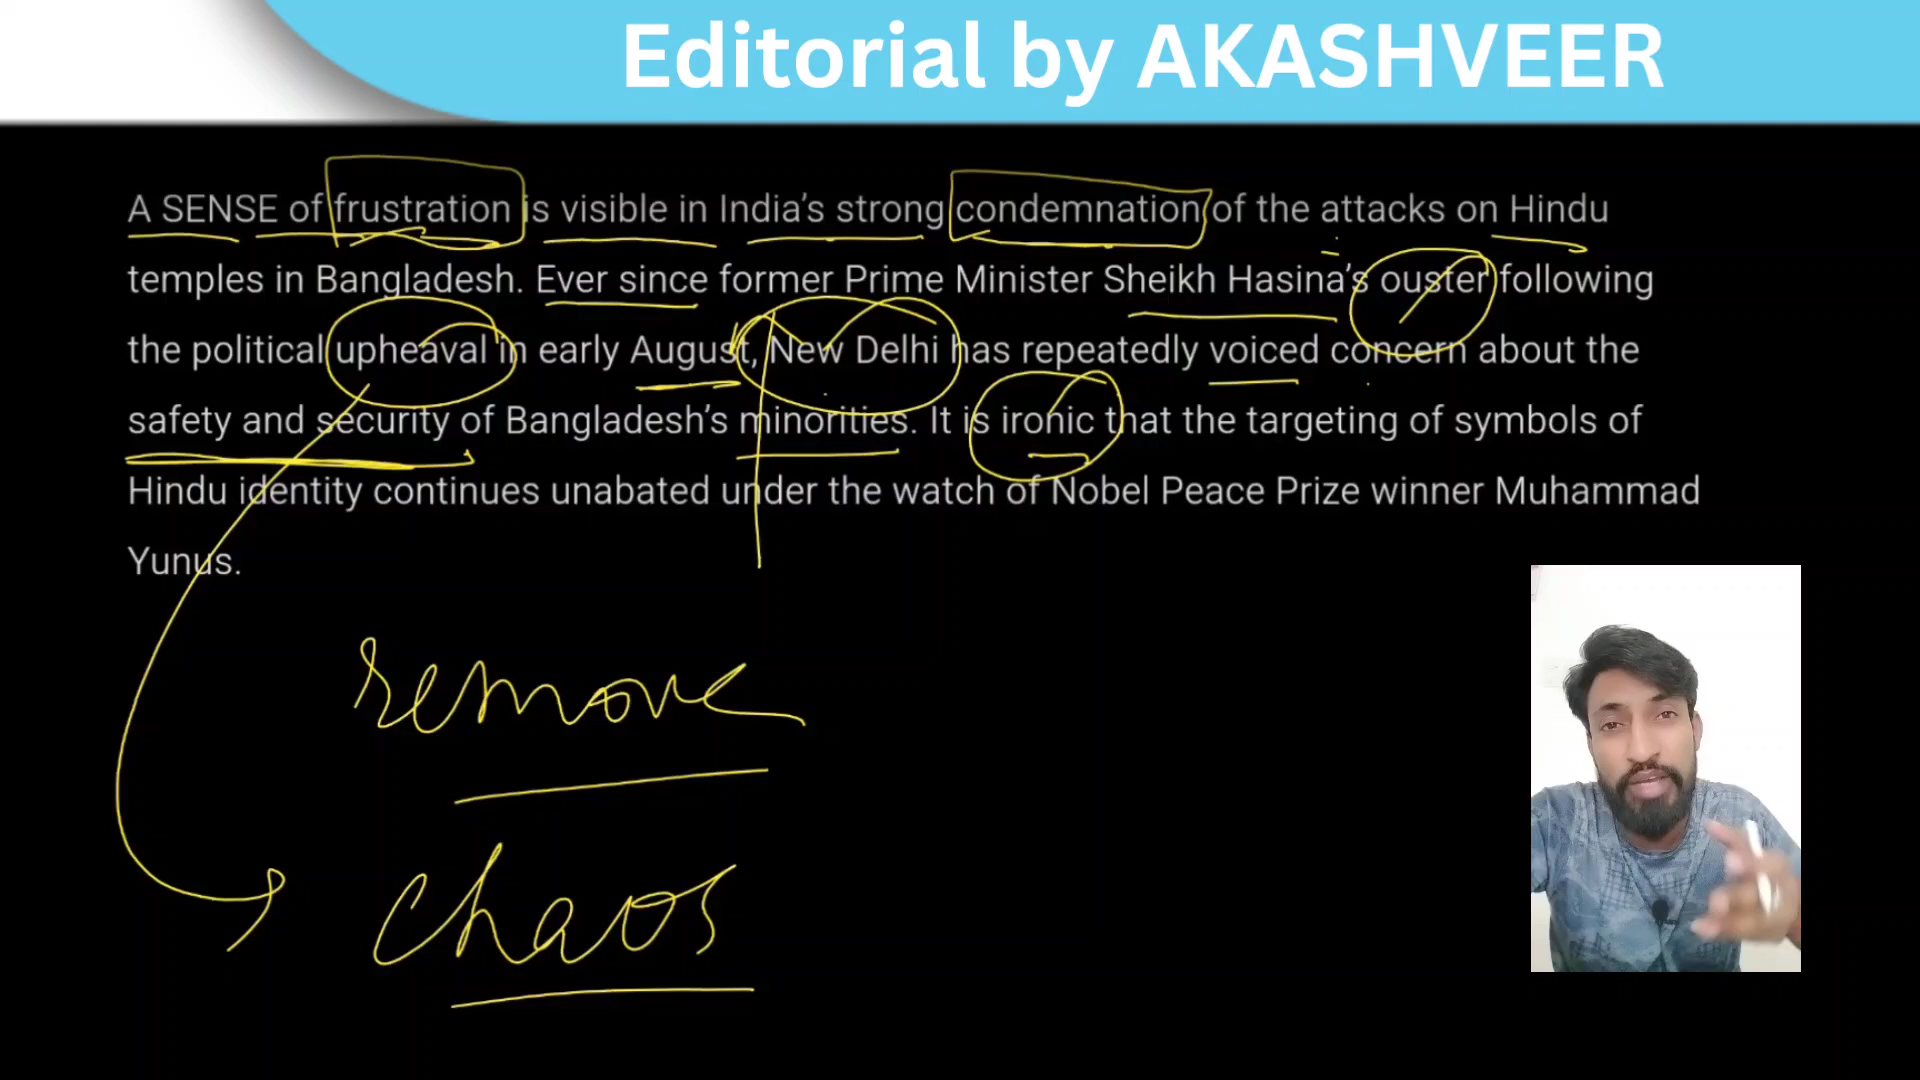 Editorial by AKASHVEER
A SENSE of frustration is visible in India's strong condemnation of the attacks on Hindu
temples in Bangladesh. Ever since former Prime Minister Sheikh Hasina's ouster following
the political upheaval in early August, New Delhi has repeatedly voiced concern about the
safety and security of Bangladesh's minorities. It is ironic that the targeting of symbols of
Hindu identity continues unabated under the watch of Nobel Peace Prize winner Muhammad
Yunus.
remove
chaos